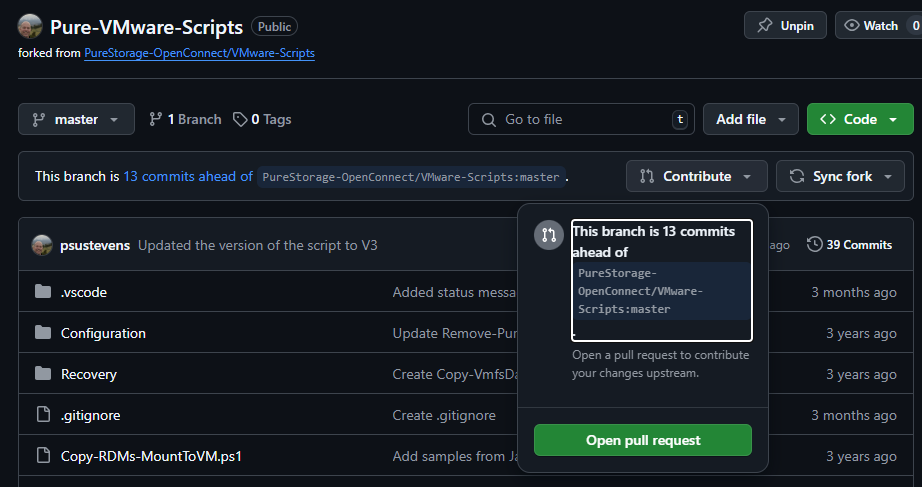 Pure-VMware-Scripts Public
Unpin
Watch 0
forked from PureStorage-OpenConnect/VMware-Scripts
master
1 Branch
0 Tags
Go to file t
Add file
Code
This branch is 13 commits ahead of PureStorage-OpenConnect/VMware-Scripts:master .
Contribute
Sync fork
This branch is 13 commits
ahead of
PureStorage-
OpenConnect/VMware-
Scripts:master
.
Open a pull request to contribute
your changes upstream.
Open pull request
psustevens Updated the version of the script to V3
ago
39 Commits
.vscode Added status messa 3 months ago
Configuration Update Remove-Pur 3 years ago
Recovery Create Copy-VmfsDa 3 years ago
.gitignore Create .gitignore 3 months ago
Copy-RDMs-MountToVM.ps1 Add samples from Ja 3 years ago